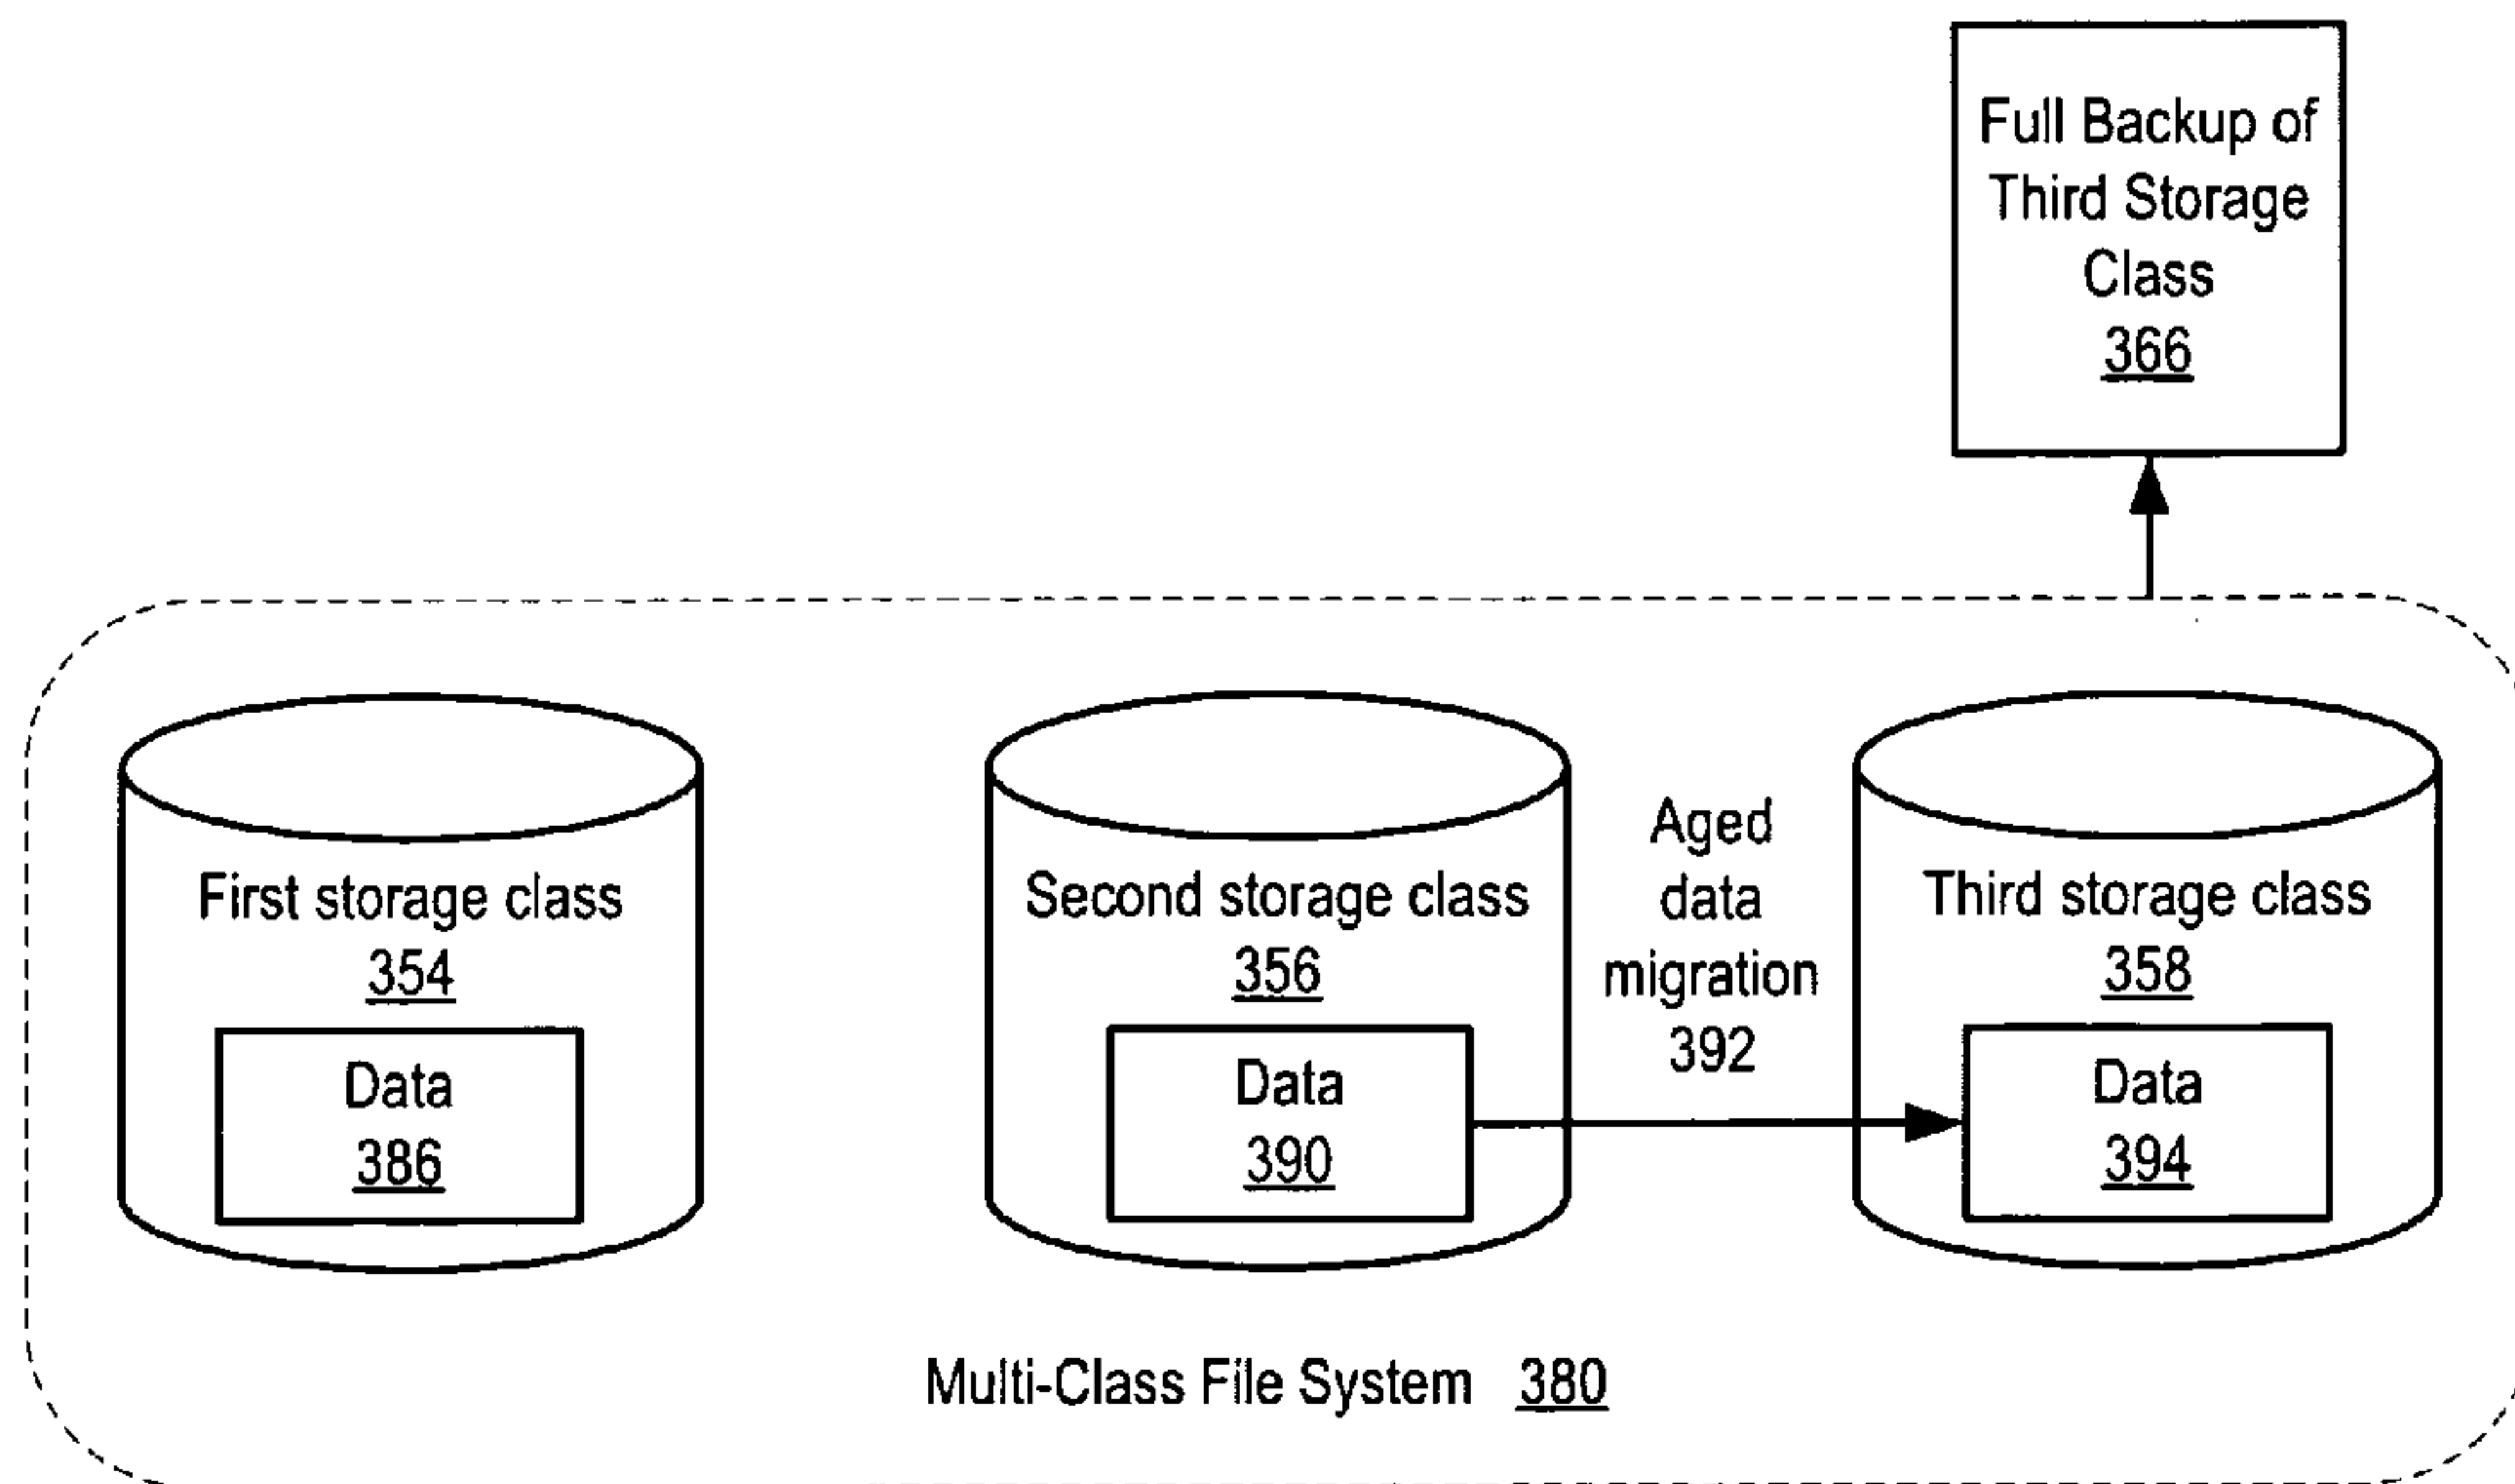 Full Backup of
Third Storage
Class
366
First storage class
354
Data
386
Second storage class
356
Data
390
Aged
data
migration
392
Third storage class
358
Data
394
Multi-Class File System 380